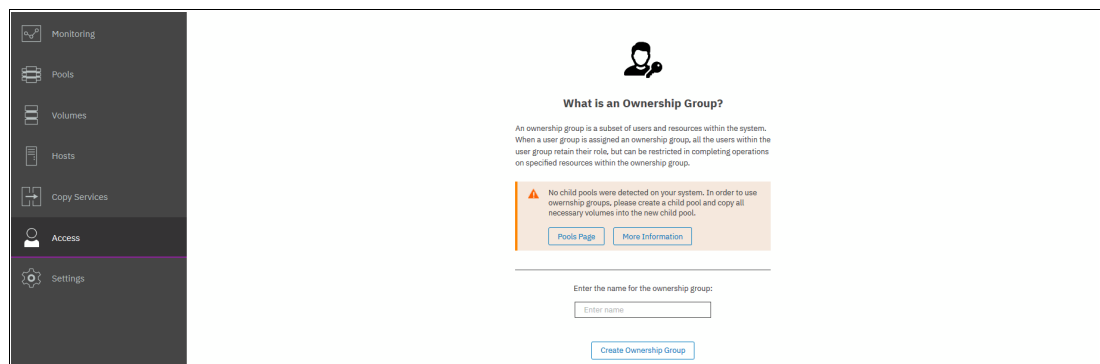 Monitoring
Pools
Volumes
Hosts
Copy Services
Access
Settings
What is an Ownership Group?
An ownership group is a subset of users and resources within the system.
When a user group is assigned an ownership group, all the users within the
user group retain their role, but can be restricted in completing operations
on specified resources within the ownership group.
No child pools were detected on your system. In order to use
owernship groups, please create a child pool and copy all
necessary volumes into the new child pool.
Pools Page
More Information
Enter the name for the ownership group:
Enter name
Create Ownership Group